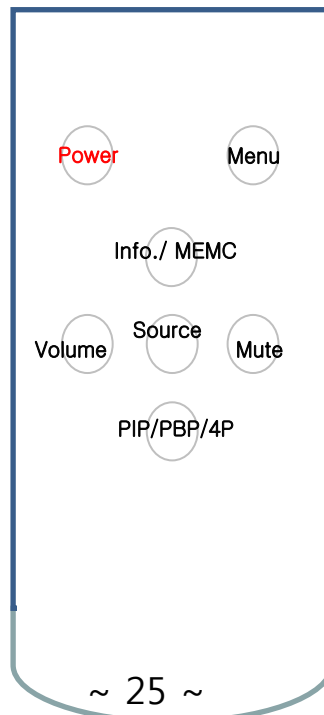 Power Menu
Info./ MEMC
Source
Volume Mute
PIP/PBP/4P
~ 25 ~